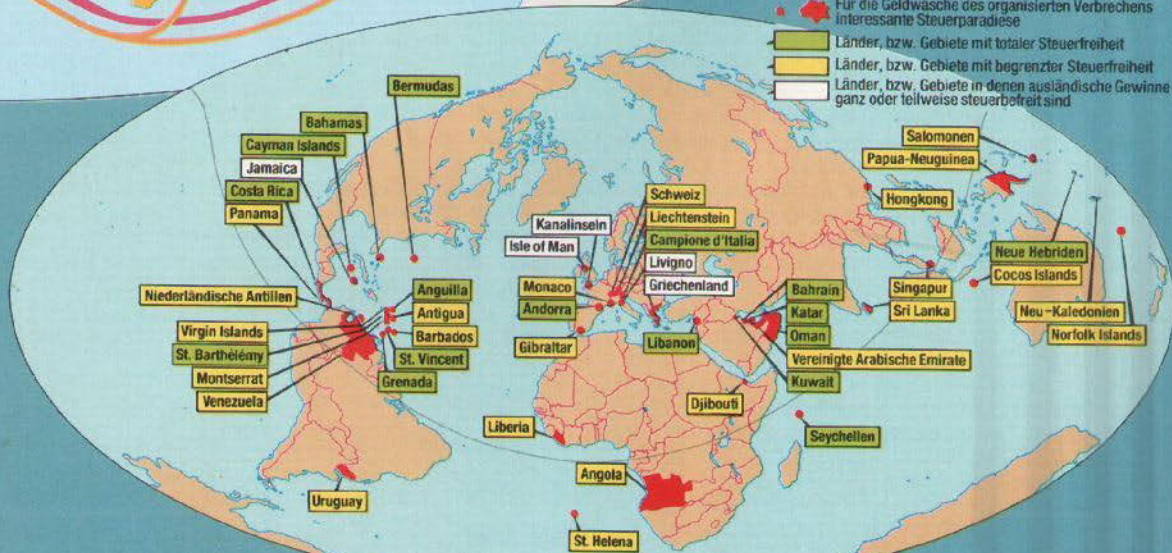 Für die Geldwäsche des organisierten Verbrechens
interessante Steuerparadiese
Länder, bzw. Gebiete mit totaler Steuerfreiheit
Länder, bzw. Gebiete mit begrenzter Steuerfreiheit
Länder, bzw. Gebiete in denen ausländische Gewinne
ganz oder teilweise steuerbefreit sind
Bermudas
Bahamas
Cayman Islands
Jamaica
Costa Rica
Panama
Niederländische Antillen
Virgin Islands
St. Barthélémy
Montserrat
Venezuela
Anguilla
Antigua
Barbados
St. Vincent
Grenada
Uruguay
Kanalinseln
Isle of Man
Monaco
Andorra
Gibraltar
Schweiz
Liechtenstein
Campione d'Italia
Livigno
Griechenland
Libanon
Liberia
Angola
St. Helena
Djibouti
Bahrain
Katar
Oman
Vereinigte Arabische Emirate
Kuwait
Seychellen
Salomonen
Papua-Neuguinea
Hongkong
Singapur
Sri Lanka
Neue Hebriden
Cocos Islands
Neu-Kaledonien
Norfolk Islands